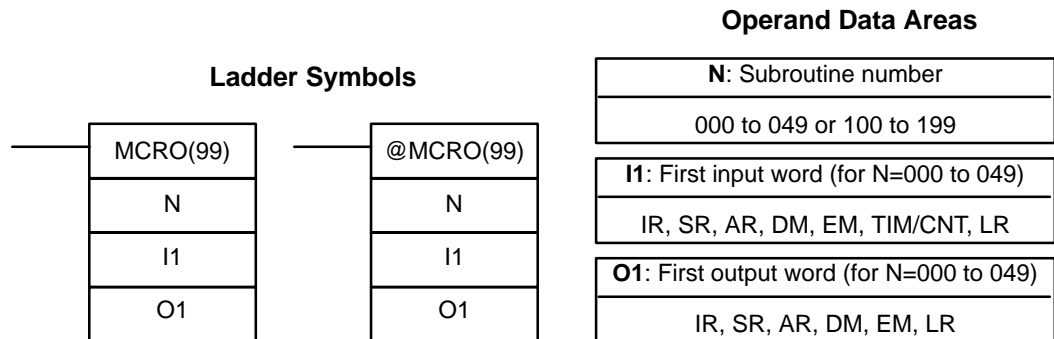 Operand Data Areas
Ladder Symbols
MCRO(99)
N
I1
O1
@MCRO(99)
N
I1
O1
N: Subroutine number
000 to 049 or 100 to 199
I1: First input word (for N=000 to 049)
IR, SR, AR, DM, EM, TIM/CNT, LR
O1: First output word (for N=000 to 049)
IR, SR, AR, DM, EM, LR